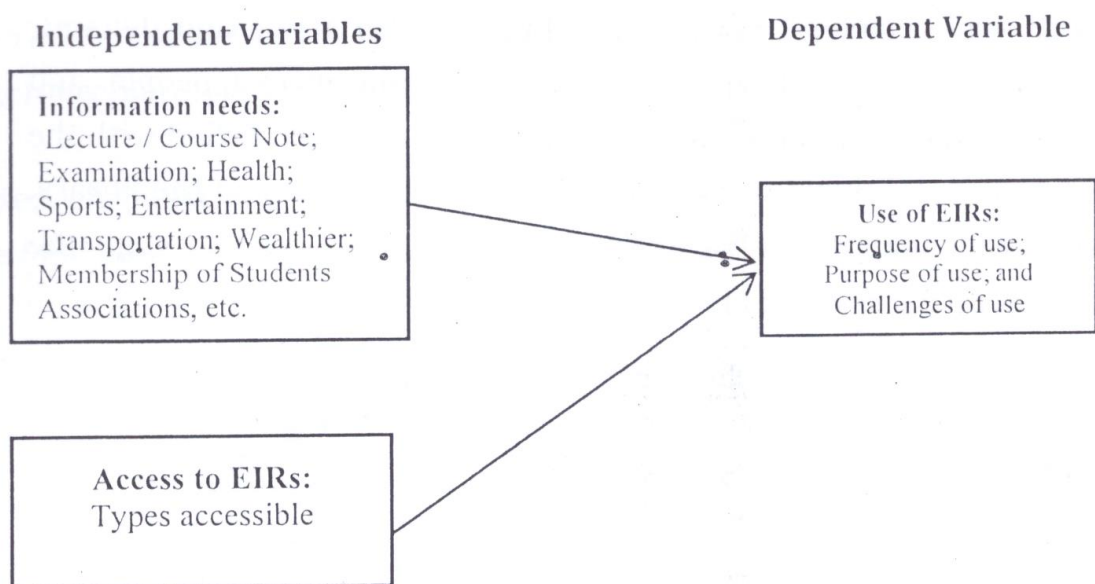 Independent Variables
Dependent Variable
Information needs:
Lecture / Course Note;
Examination; Health;
Sports; Entertainment;
Transportation; Wealthier;
Membership of Students
Associations, etc.
Use of EIRs:
Frequency of use;
Purpose of use; and
Challenges of use
Access to EIRs:
Types accessible